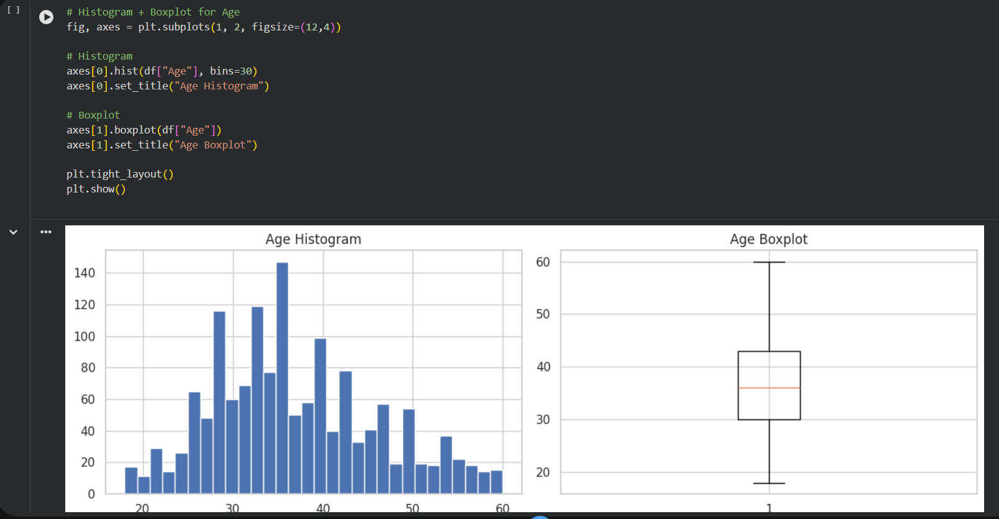 [ ]
# Histogram + Boxplot for Age
fig, axes = plt.subplots(1, 2, figsize=(12,4))
# Histogram
axes[0].hist(df["Age"], bins=30)
axes[0].set_title("Age Histogram")
# Boxplot
axes[1].boxplot(df["Age"])
axes[1].set_title("Age Boxplot")
plt.tight_layout()
plt.show()
Age Histogram
140
120
100
80
60
40
20
0
20 30 40 50 60
Age Boxplot
60
50
40
30
20
1